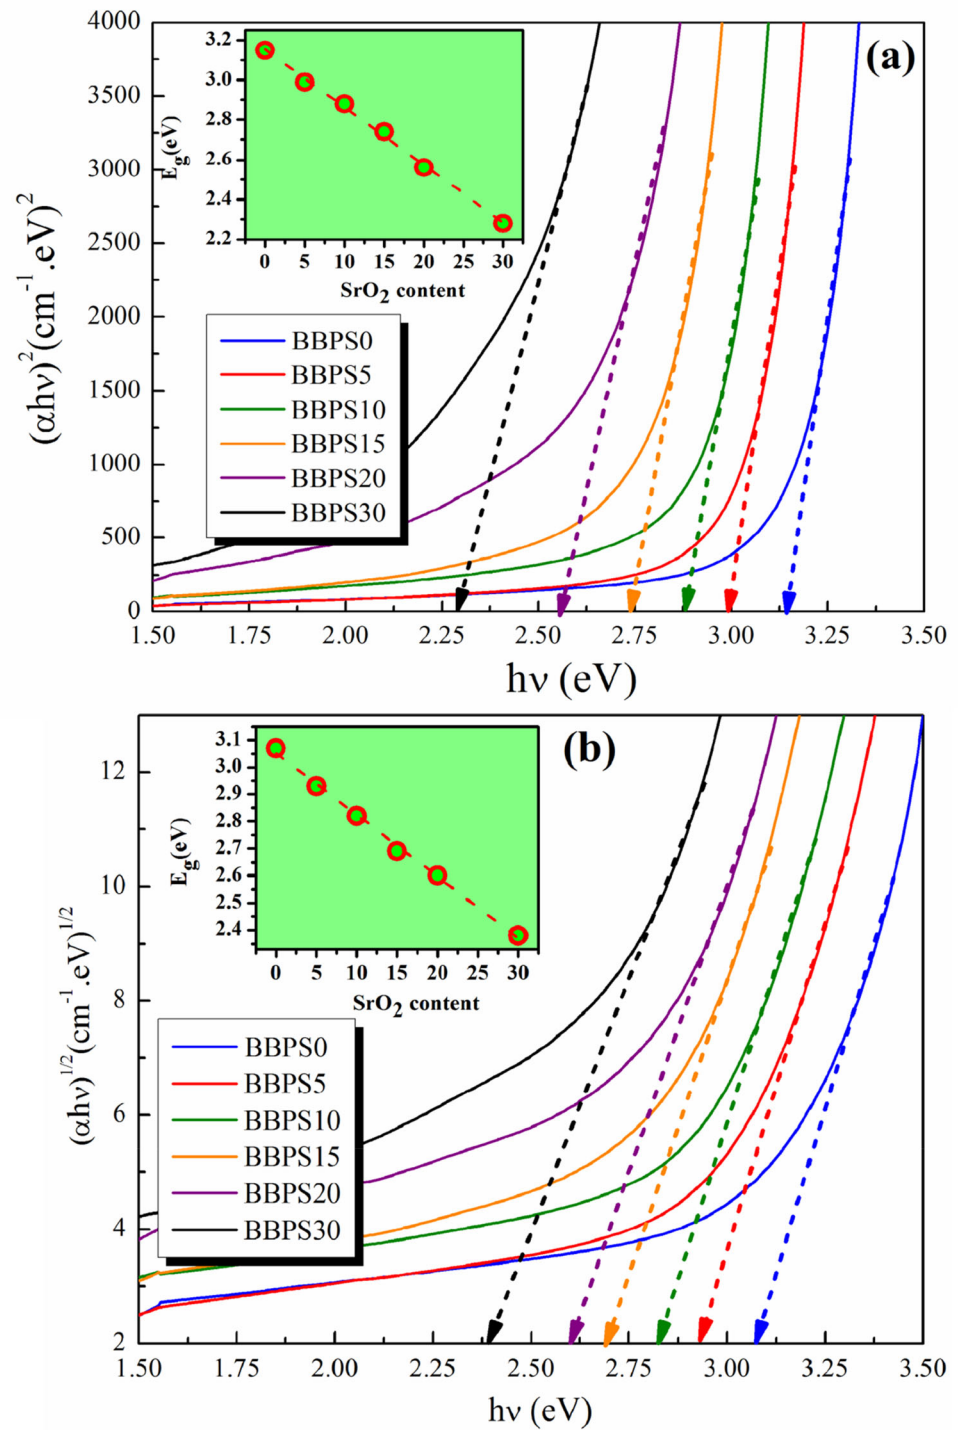 (a)
4000
3500
3000
2500
2000
1500
1000
500
0
(αhν)²(cm⁻¹.eV)²
1.50 1.75 2.00 2.25 2.50 2.75 3.00 3.25 3.50
hν (eV)
3.2
3.0
2.8
2.6
2.4
2.2
E_g(eV)
0 5 10 15 20 25 30
SrO₂ content
BBPS0
BBPS5
BBPS10
BBPS15
BBPS20
BBPS30
(b)
12
10
8
6
4
2
(αhν)^1/2(cm⁻¹.eV)^1/2
1.50 1.75 2.00 2.25 2.50 2.75 3.00 3.25 3.50
hν (eV)
3.1
3.0
2.9
2.8
2.7
2.6
2.5
2.4
E_g(eV)
0 5 10 15 20 25 30
SrO₂ content
BBPS0
BBPS5
BBPS10
BBPS15
BBPS20
BBPS30